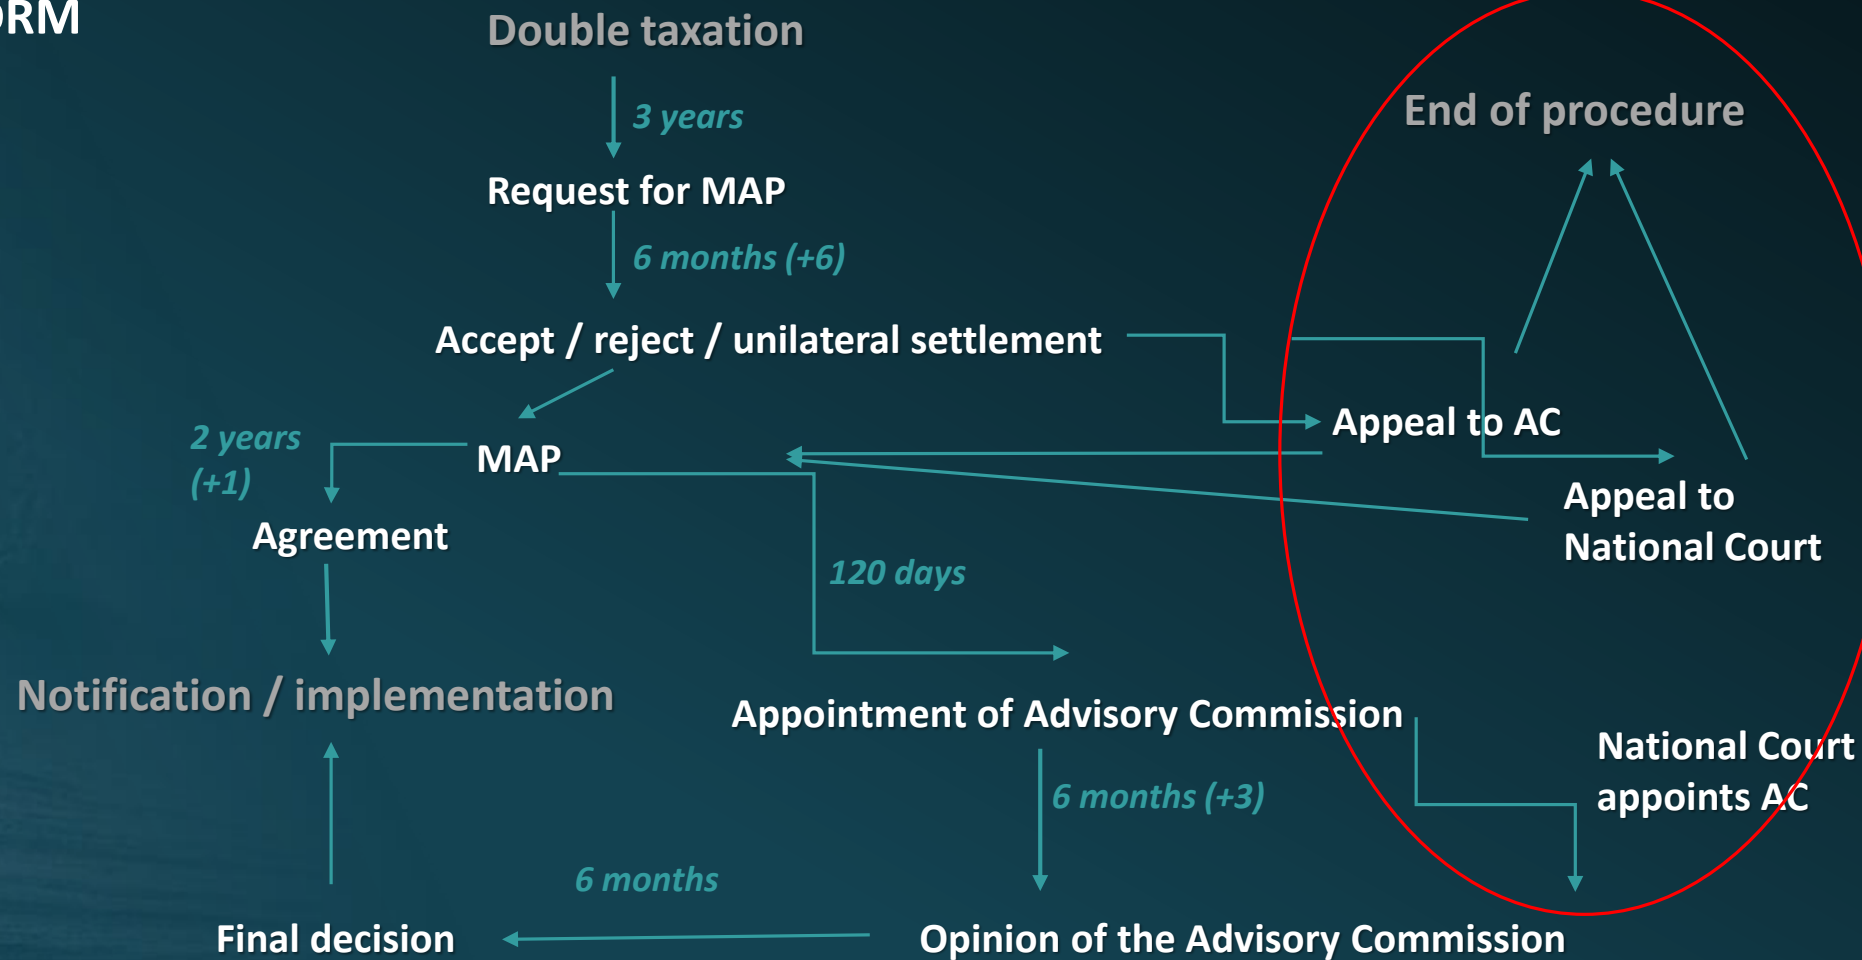 ORM
Double taxation
3 years
End of procedure
Request for MAP
6 months (+6)
Accept / reject / unilateral settlement
Appeal to AC
2 years
(+1)
MAP
Appeal to
National Court
Agreement
120 days
Notification / implementation
Appointment of Advisory Commission
National Court
appoints AC
6 months (+3)
6 months
Final decision
Opinion of the Advisory Commission